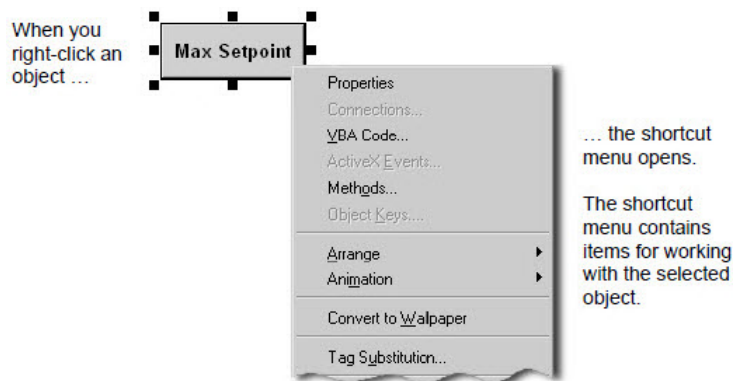 When you
right-click an
object …
Max Setpoint
Properties
Connections...
VBA Code...
ActiveX Events...
Methods...
Object Keys....
Arrange
Animation
Convert to Walpaper
Tag Substitution...
… the shortcut
menu opens.
The shortcut
menu contains
items for working
with the selected
object.